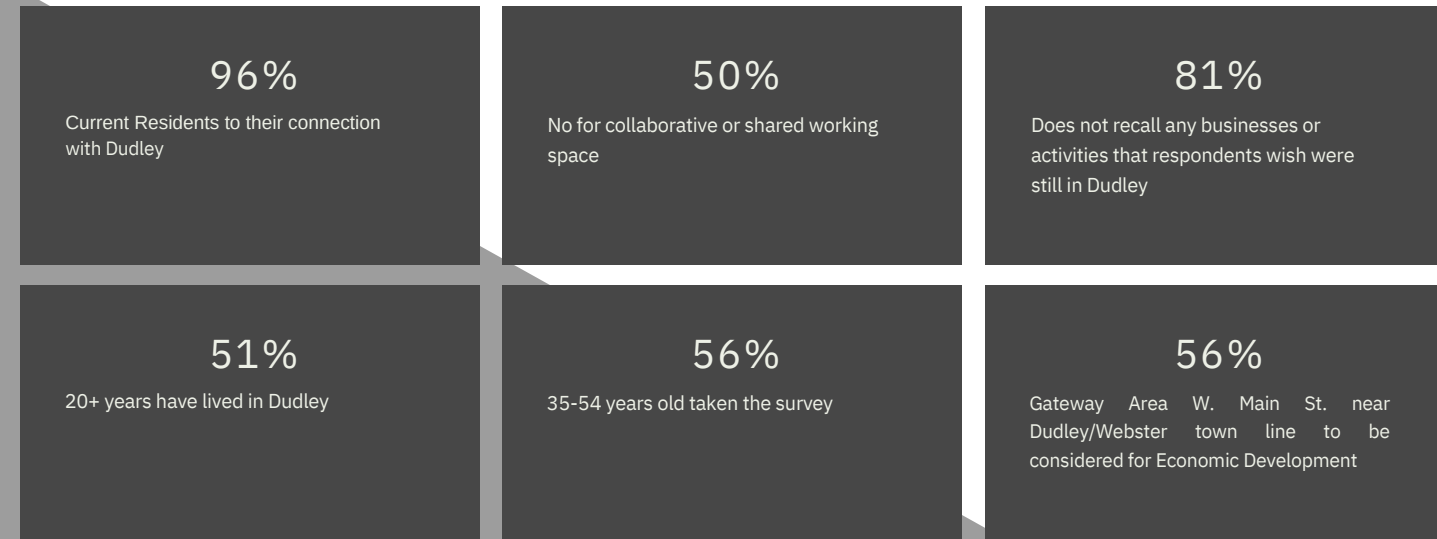 96%
Current Residents to their connection
with Dudley
50%
No for collaborative or shared working
space
81%
Does not recall any businesses or
activities that respondents wish were
still in Dudley
51%
20+ years have lived in Dudley
56%
35-54 years old taken the survey
56%
Gateway Area W. Main St. near
Dudley/Webster town line to be
considered for Economic Development